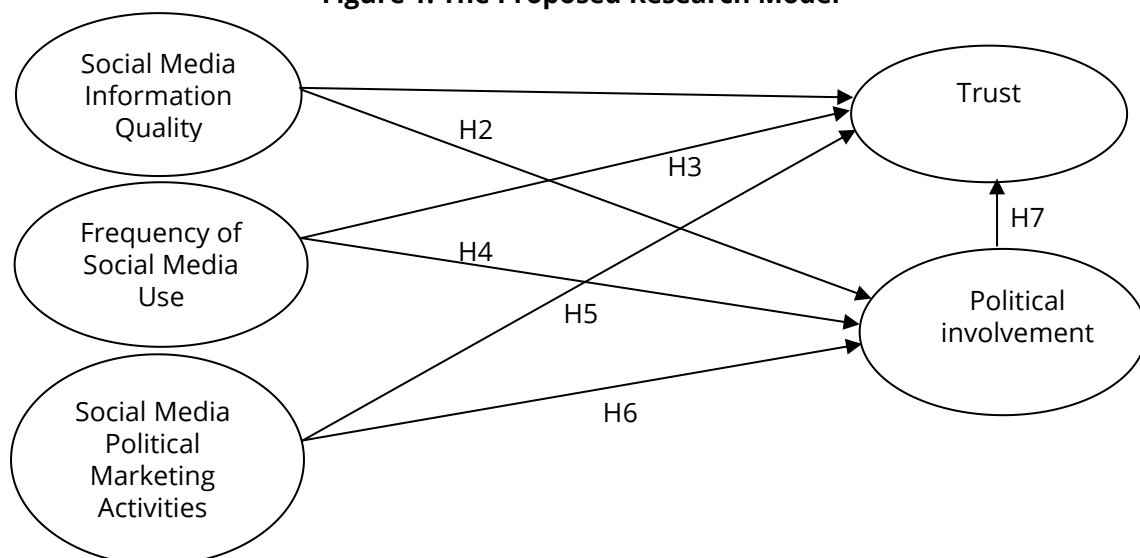 Figure 1. The Proposed Research Model
Social Media
Information
Quality
Trust
H2
H3
Frequency of
Social Media
Use
H4
H7
H5
Political
involvement
Social Media
Political
Marketing
Activities
H6